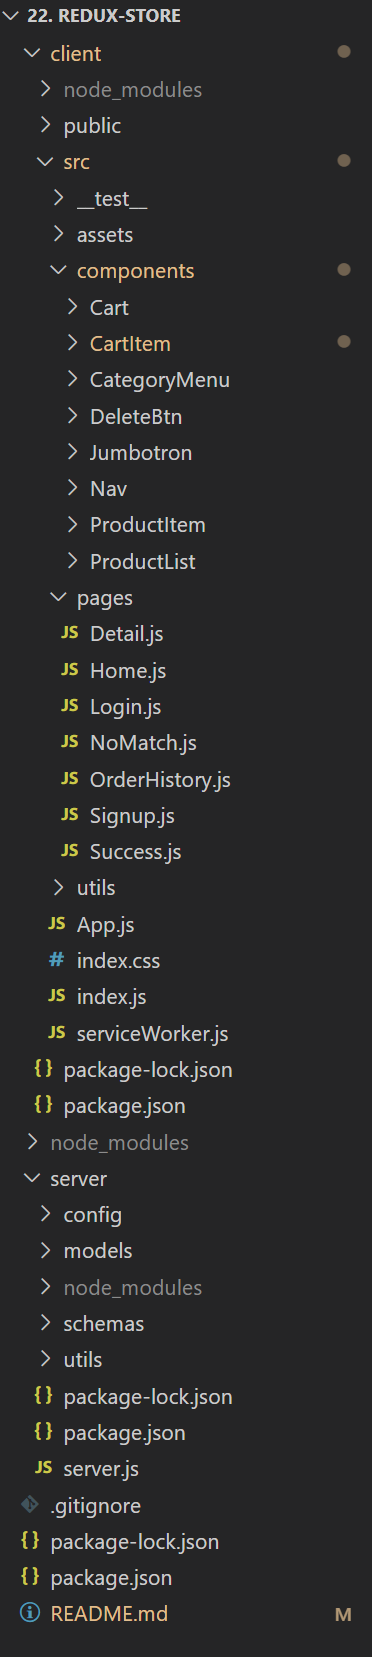 22. REDUX-STORE
client
node_modules
public
src
__test__
assets
components
Cart
CartItem
CategoryMenu
DeleteBtn
Jumbotron
Nav
ProductItem
ProductList
pages
JS Detail.js
JS Home.js
JS Login.js
JS NoMatch.js
JS OrderHistory.js
JS Signup.js
JS Success.js
utils
JS App.js
# index.css
JS index.js
JS serviceWorker.js
{} package-lock.json
{} package.json
node_modules
server
config
models
node_modules
schemas
utils
{} package-lock.json
{} package.json
JS server.js
.gitignore
{} package-lock.json
{} package.json
README.md M